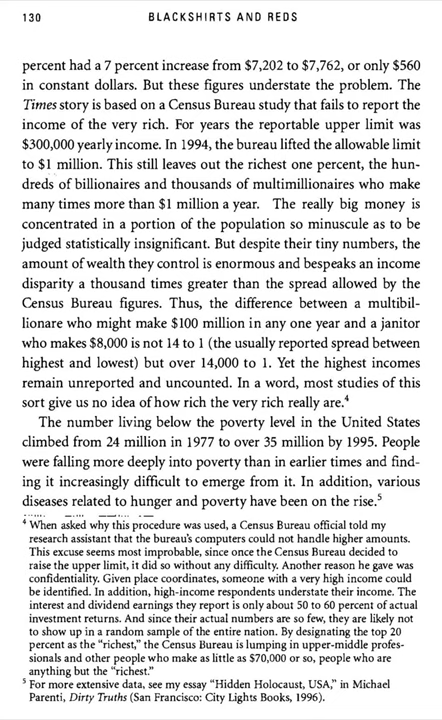 130 BLACKSHIRTS AND REDS
percent had a 7 percent increase from $7,202 to $7,762, or only $560
in constant dollars. But these figures understate the problem. The
Times story is based on a Census Bureau study that fails to report the
income of the very rich. For years the reportable upper limit was
$300,000 yearly income. In 1994, the bureau lifted the allowable limit
to $1 million. This still leaves out the richest one percent, the hun-
dreds of billionaires and thousands of multimillionaires who make
many times more than $1 million a year. The really big money is
concentrated in a portion of the population so minuscule as to be
judged statistically insignificant. But despite their tiny numbers, the
amount of wealth they control is enormous and bespeaks an income
disparity a thousand times greater than the spread allowed by the
Census Bureau figures. Thus, the difference between a multibil-
lionare who might make $100 million in any one year and a janitor
who makes $8,000 is not 14 to 1 (the usually reported spread between
highest and lowest) but over 14,000 to 1. Yet the highest incomes
remain unreported and uncounted. In a word, most studies of this
sort give us no idea of how rich the very rich really are.⁴
The number living below the poverty level in the United States
climbed from 24 million in 1977 to over 35 million by 1995. People
were falling more deeply into poverty than in earlier times and find-
ing it increasingly difficult to emerge from it. In addition, various
diseases related to hunger and poverty have been on the rise.⁵
⁴ When asked why this procedure was used, a Census Bureau official told my
research assistant that the bureau's computers could not handle higher amounts.
This excuse seems most improbable, since once the Census Bureau decided to
raise the upper limit, it did so without any difficulty. Another reason he gave was
confidentiality. Given place coordinates, someone with a very high income could
be identified. In addition, high-income respondents understate their income. The
interest and dividend earnings they report is only about 50 to 60 percent of actual
investment returns. And since their actual numbers are so few, they are likely not
to show up in a random sample of the entire nation. By designating the top 20
percent as the "richest," the Census Bureau is lumping in upper-middle profes-
sionals and other people who make as little as $70,000 or so, people who are
anything but the "richest."
⁵ For more extensive data, see my essay "Hidden Holocaust, USA," in Michael
Parenti, Dirty Truths (San Francisco: City Lights Books, 1996).